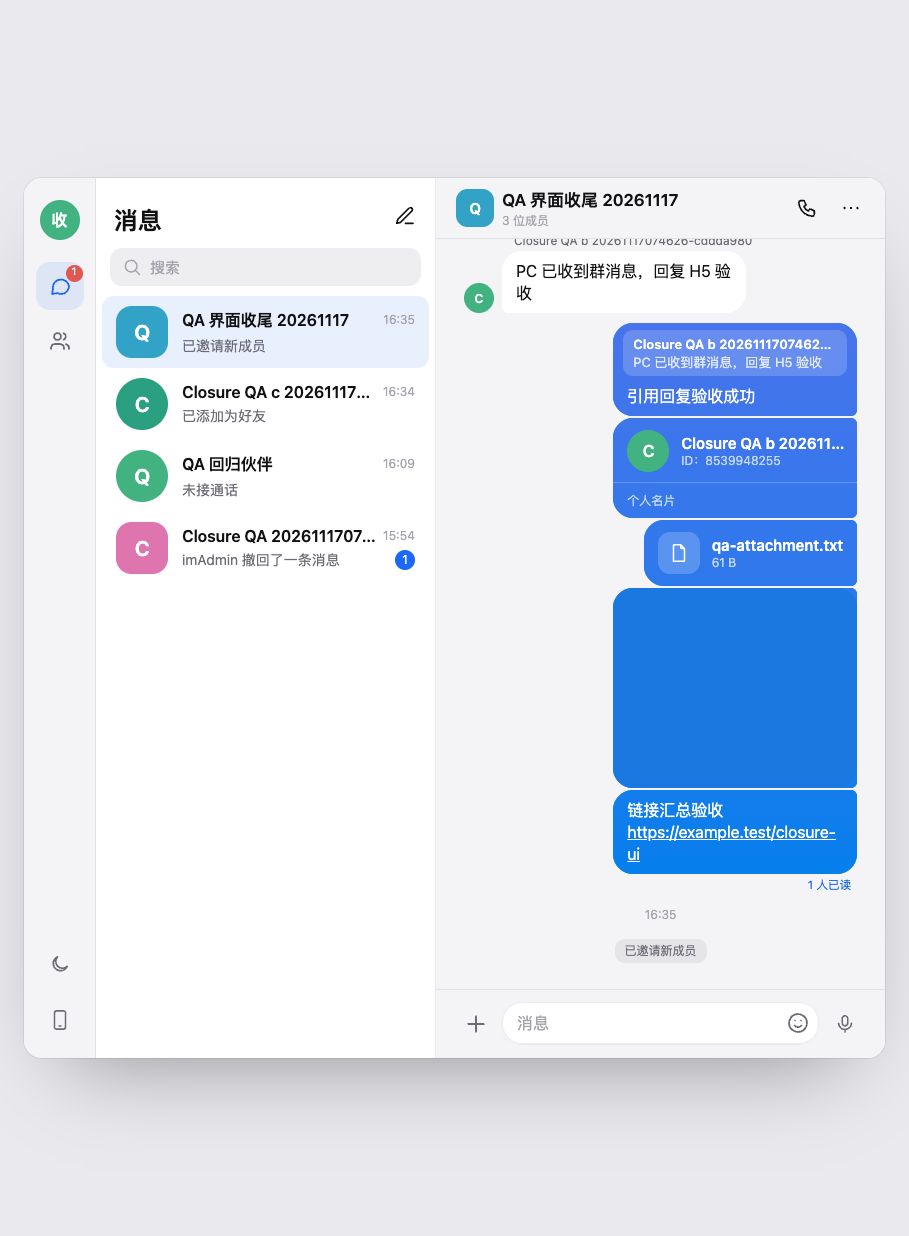 收
1
消息
搜索
Q
QA 界面收尾 20261117
16:35
已邀请新成员
C
Closure QA c 20261117...
16:34
已添加为好友
Q
QA 回归伙伴
16:09
未接通话
C
Closure QA 2026111707...
15:54
imAdmin 撤回了一条消息
1
Q
QA 界面收尾 20261117
3 位成员
Closure QA b 20261117074626-cddda980
PC 已收到群消息，回复 H5 验
收
C
Closure QA b 202611170​7462...
PC 已收到群消息，回复 H5 验收
引用回复验收成功
C
Closure QA b 202611...
ID：8539948255
个人名片
qa-attachment.txt
61 B
链接汇总验收
https://example.test/closure-
ui
1 人已读
16:35
已邀请新成员
消息